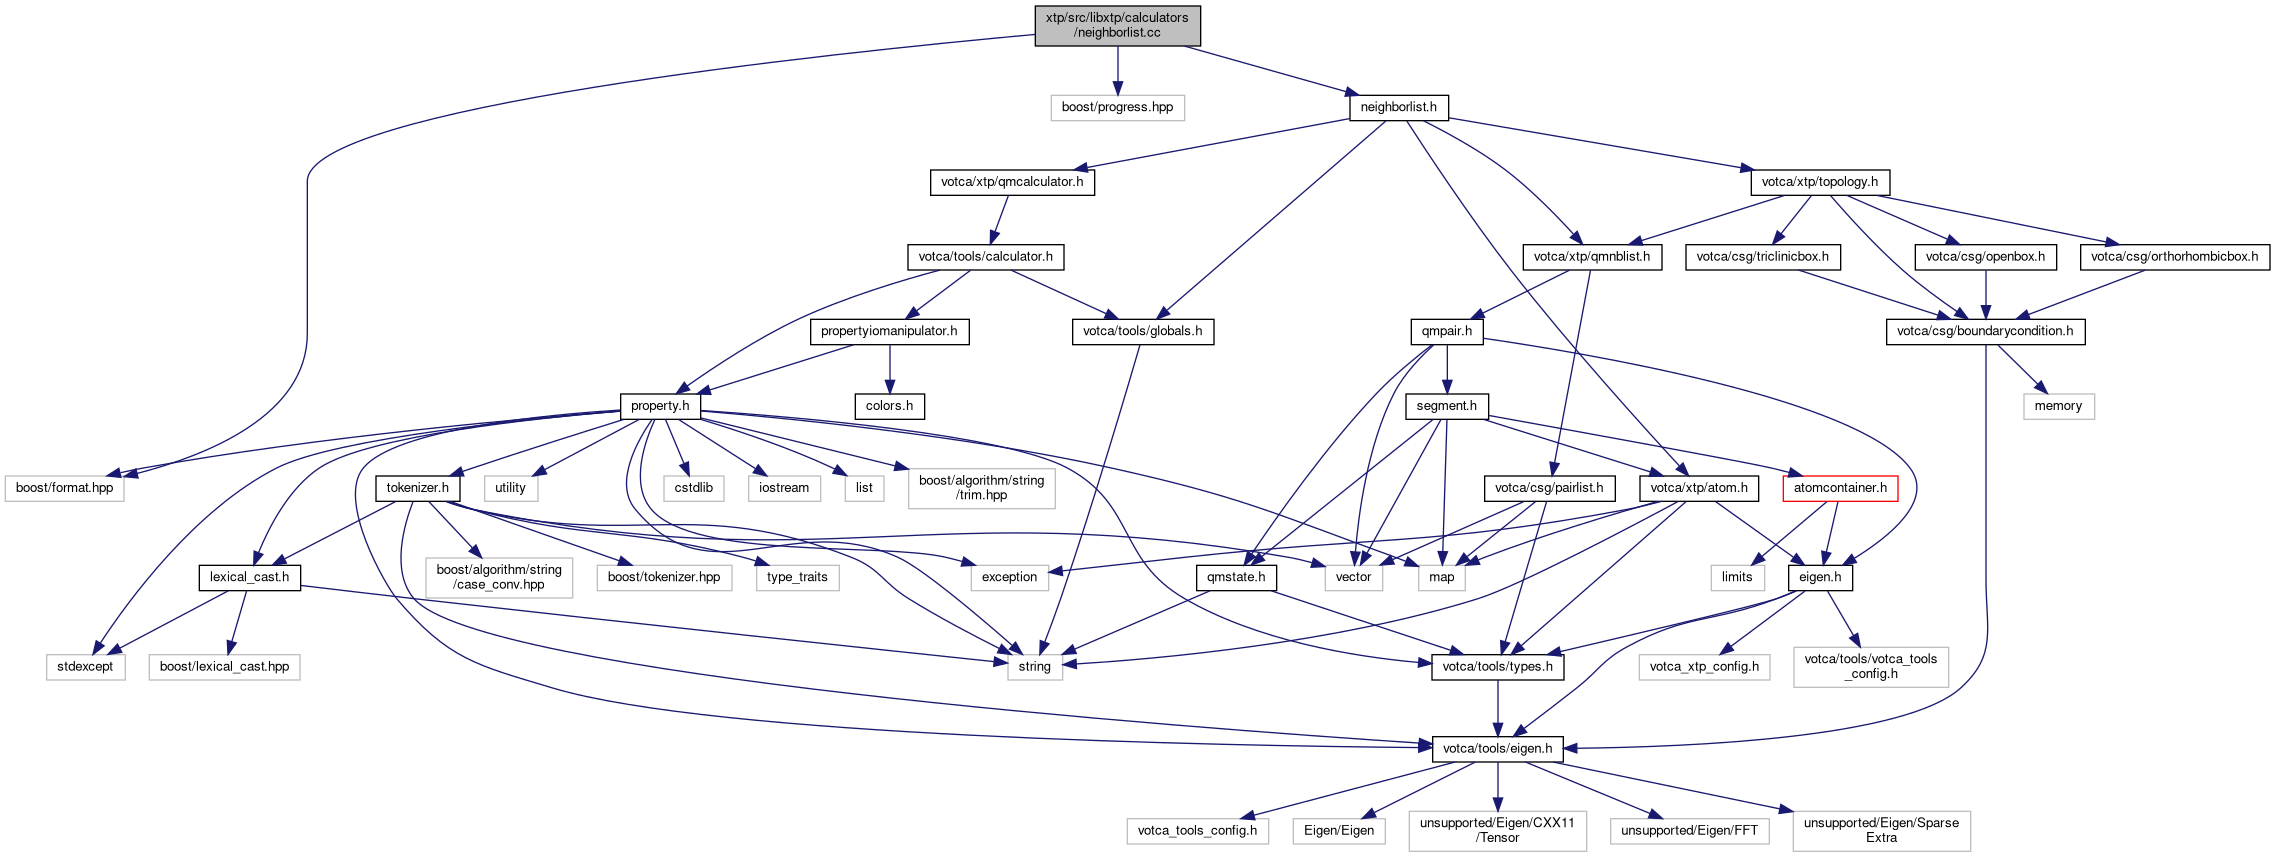 xtp/src/libxtp/calculators
/neighborlist.cc
boost/progress.hpp
neighborlist.h
votca/xtp/qmcalculator.h
votca/xtp/topology.h
votca/tools/calculator.h
votca/xtp/qmnblist.h
votca/csg/triclinicbox.h
votca/csg/openbox.h
votca/csg/orthorhombicbox.h
propertyiomanipulator.h
votca/tools/globals.h
qmpair.h
votca/csg/boundarycondition.h
property.h
colors.h
segment.h
memory
boost/format.hpp
tokenizer.h
utility
cstdlib
iostream
list
boost/algorithm/string
/trim.hpp
votca/csg/pairlist.h
votca/xtp/atom.h
atomcontainer.h
lexical_cast.h
boost/algorithm/string
/case_conv.hpp
boost/tokenizer.hpp
type_traits
exception
qmstate.h
vector
map
limits
eigen.h
stdexcept
boost/lexical_cast.hpp
string
votca/tools/types.h
votca_xtp_config.h
votca/tools/votca_tools
_config.h
votca/tools/eigen.h
votca_tools_config.h
Eigen/Eigen
unsupported/Eigen/CXX11
/Tensor
unsupported/Eigen/FFT
unsupported/Eigen/Sparse
Extra